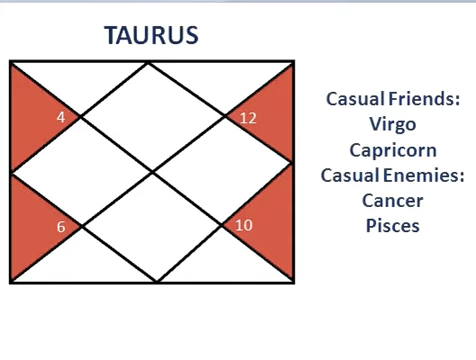 TAURUS
4
12
6
10
Casual Friends:
Virgo
Capricorn
Casual Enemies:
Cancer
Pisces